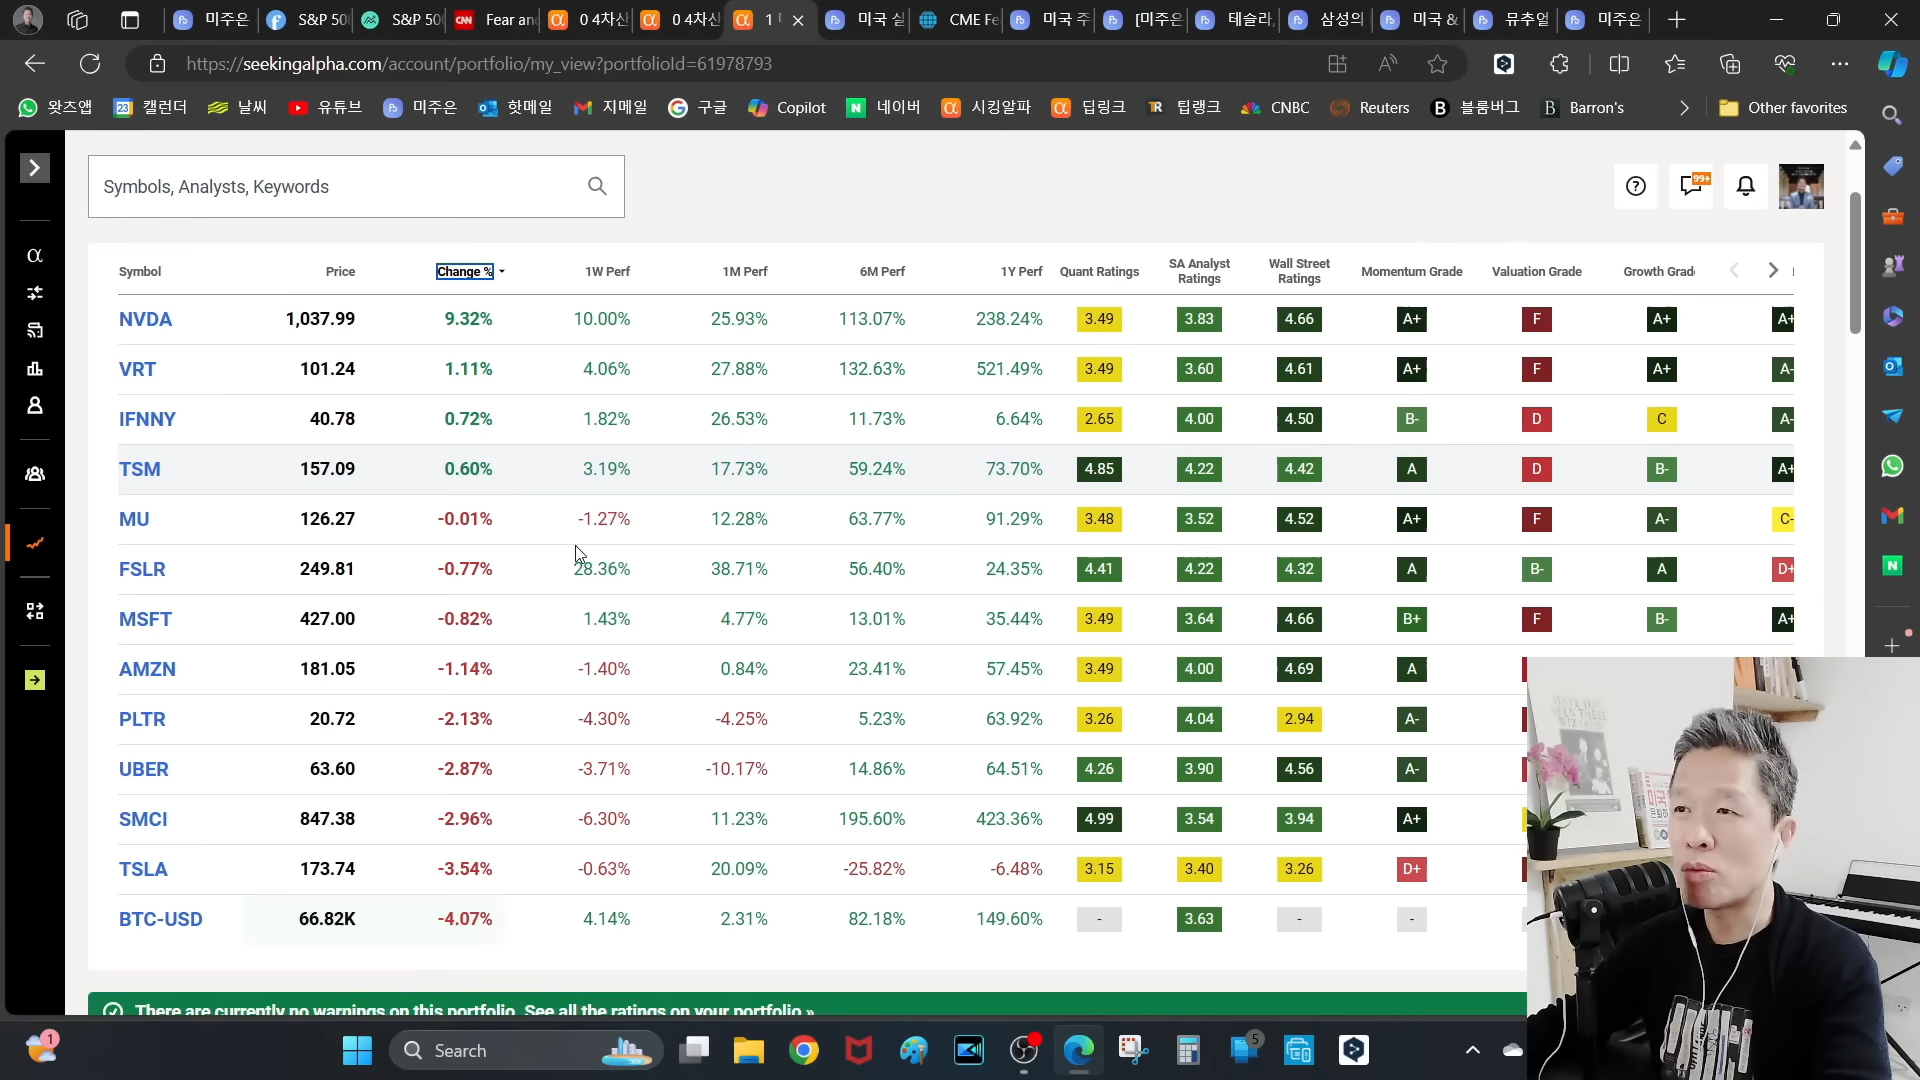 미주은 S&P 50 S&P 50 CNN Fear an 0 4차산 0 4차산 1 미국 실 CME Fe 미국 주 [미주은 테슬라, 삼성의 미국 & 뮤추얼 미주은
https://seekingalpha.com/account/portfolio/my_view?portfolioId=61978793
왓츠앱 23 캘린더 날씨 유튜브 미주은 핫메일 지메일 구글 Copilot N 네이버 시킹알파 딥링크 TR 팁랭크 CNBC Reuters B 블룸버그 B Barron's Other favorites
Symbols, Analysts, Keywords 99+
Symbol Price Change % 1W Perf 1M Perf 6M Perf 1Y Perf Quant Ratings SA Analyst Ratings Wall Street Ratings Momentum Grade Valuation Grade Growth Grad
NVDA 1,037.99 9.32% 10.00% 25.93% 113.07% 238.24% 3.49 3.83 4.66 A+ F A+ A+
VRT 101.24 1.11% 4.06% 27.88% 132.63% 521.49% 3.49 3.60 4.61 A+ F A+ A-
IFNNY 40.78 0.72% 1.82% 26.53% 11.73% 6.64% 2.65 4.00 4.50 B- D C A-
TSM 157.09 0.60% 3.19% 17.73% 59.24% 73.70% 4.85 4.22 4.42 A D B- A+
MU 126.27 -0.01% -1.27% 12.28% 63.77% 91.29% 3.48 3.52 4.52 A+ F A- C-
FSLR 249.81 -0.77% 28.36% 38.71% 56.40% 24.35% 4.41 4.22 4.32 A B- A D+
MSFT 427.00 -0.82% 1.43% 4.77% 13.01% 35.44% 3.49 3.64 4.66 B+ F B- A+
AMZN 181.05 -1.14% -1.40% 0.84% 23.41% 57.45% 3.49 4.00 4.69 A
PLTR 20.72 -2.13% -4.30% -4.25% 5.23% 63.92% 3.26 4.04 2.94 A-
UBER 63.60 -2.87% -3.71% -10.17% 14.86% 64.51% 4.26 3.90 4.56 A-
SMCI 847.38 -2.96% -6.30% 11.23% 195.60% 423.36% 4.99 3.54 3.94 A+
TSLA 173.74 -3.54% -0.63% 20.09% -25.82% -6.48% 3.15 3.40 3.26 D+
BTC-USD 66.82K -4.07% 4.14% 2.31% 82.18% 149.60% - 3.63 - -
There are currently no warnings on this portfolio. See all the ratings on your portfolio »
1 Search 5